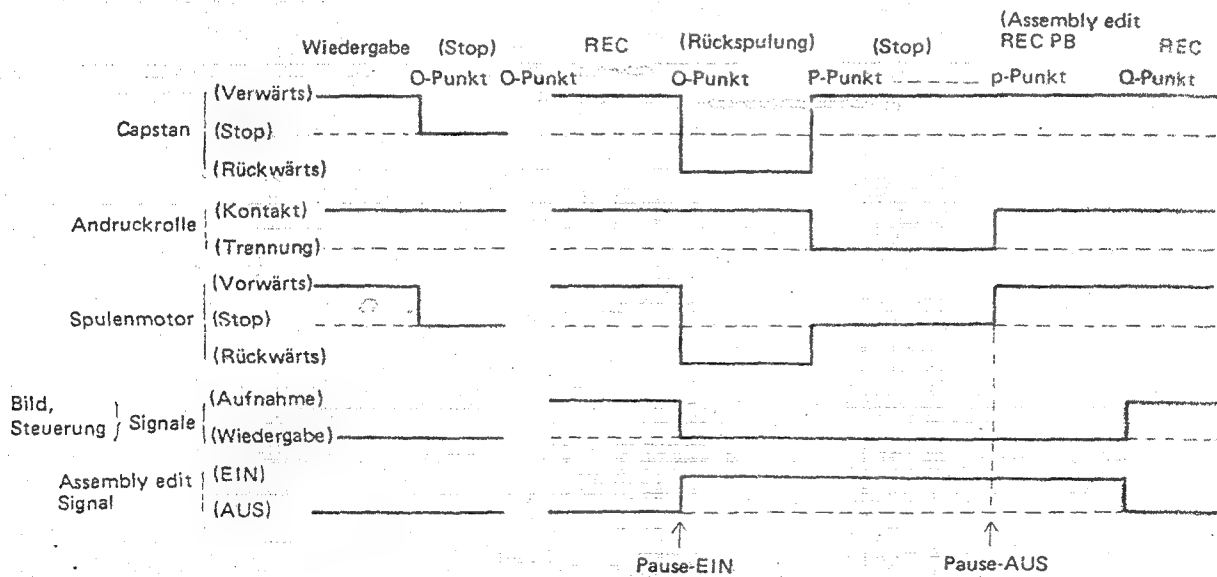 (Assembly edit
Wiedergabe (Stop) REC (Rückspulung) (Stop) REC PB REC
O-Punkt O-Punkt O-Punkt P-Punkt p-Punkt O-Punkt
Capstan
(Verwärts)
(Stop)
(Rückwärts)
Andruckrolle
(Kontakt)
(Trennung)
Spulenmotor
(Vorwärts)
(Stop)
(Rückwärts)
Bild,
Steuerung } Signale
(Aufnahme)
(Wiedergabe)
Assembly edit
Signal
(EIN)
(AUS)
Pause-EIN Pause-AUS